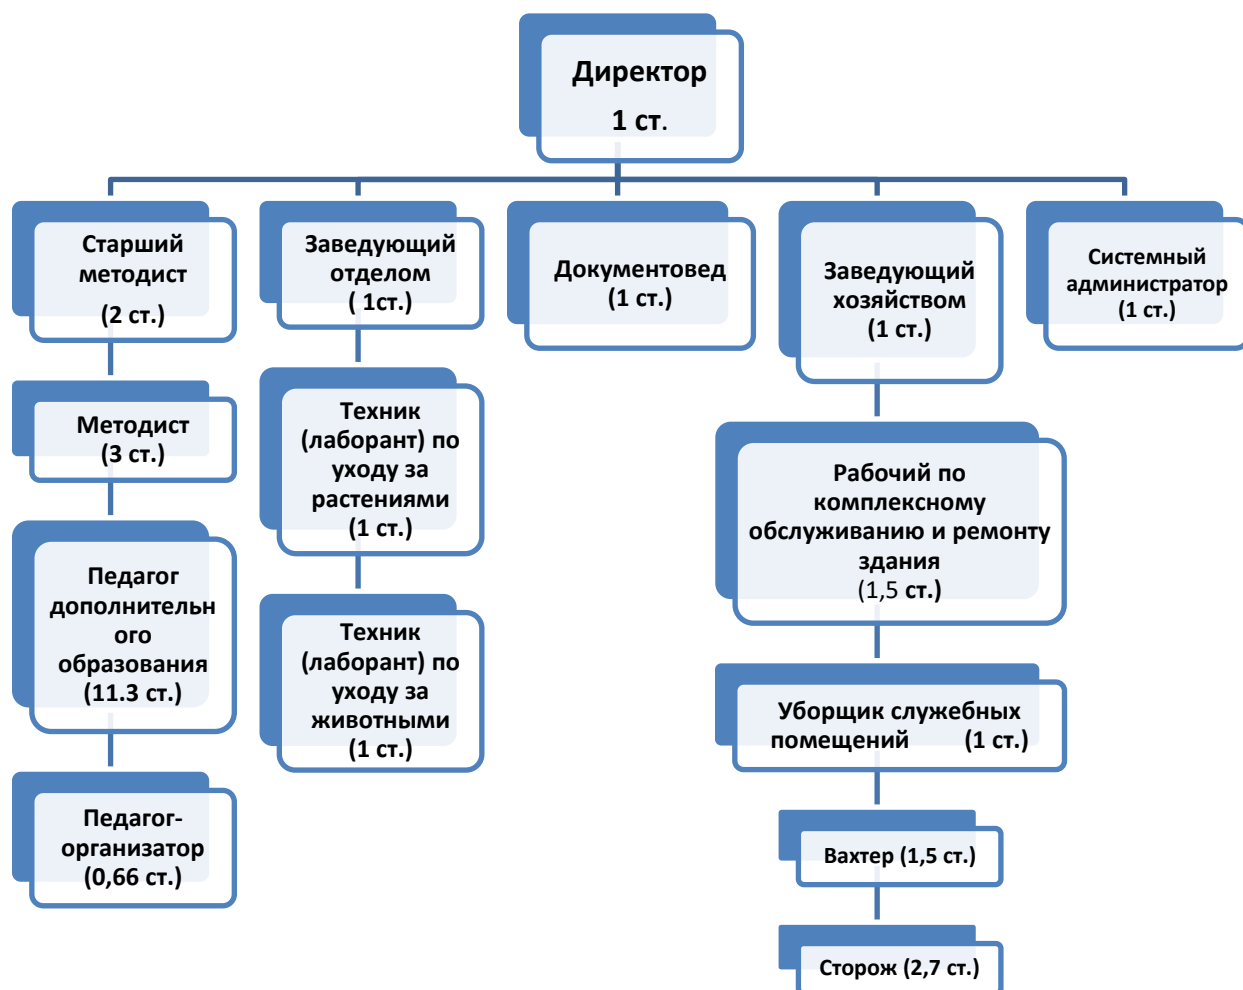 Директор
1 ст.
Старший
методист
(2 ст.)
Заведующий
отделом
( 1ст.)
Документовед
(1 ст.)
Заведующий
хозяйством
(1 ст.)
Системный
администратор
(1 ст.)
Методист
(3 ст.)
Техник
(лаборант) по
уходу за
растениями
(1 ст.)
Рабочий по
комплексному
обслуживанию и ремонту
здания
(1,5 ст.)
Педагог
дополнительн
ого
образования
(11.3 ст.)
Техник
(лаборант) по
уходу за
животными
(1 ст.)
Уборщик служебных
помещений (1 ст.)
Педагог-
организатор
(0,66 ст.)
Вахтер (1,5 ст.)
Сторож (2,7 ст.)